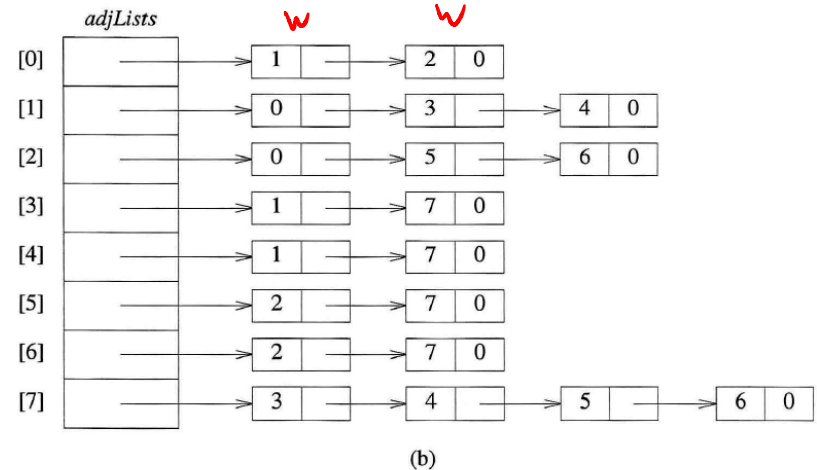 adjLists W W
[0] 1 2 0
[1] 0 3 4 0
[2] 0 5 6 0
[3] 1 7 0
[4] 1 7 0
[5] 2 7 0
[6] 2 7 0
[7] 3 4 5 6 0
(b)